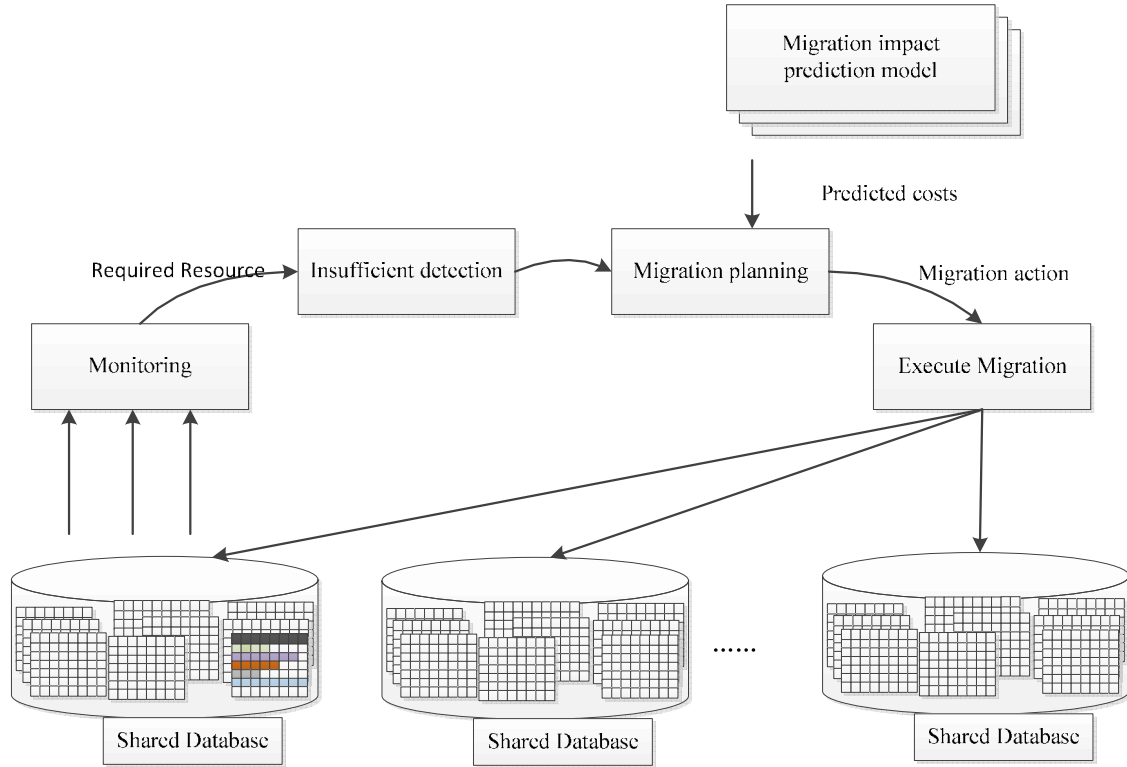 Migration impact
prediction model
Predicted costs
Required Resource
Insufficient detection
Migration planning
Migration action
Monitoring
Execute Migration
......
Shared Database
Shared Database
Shared Database